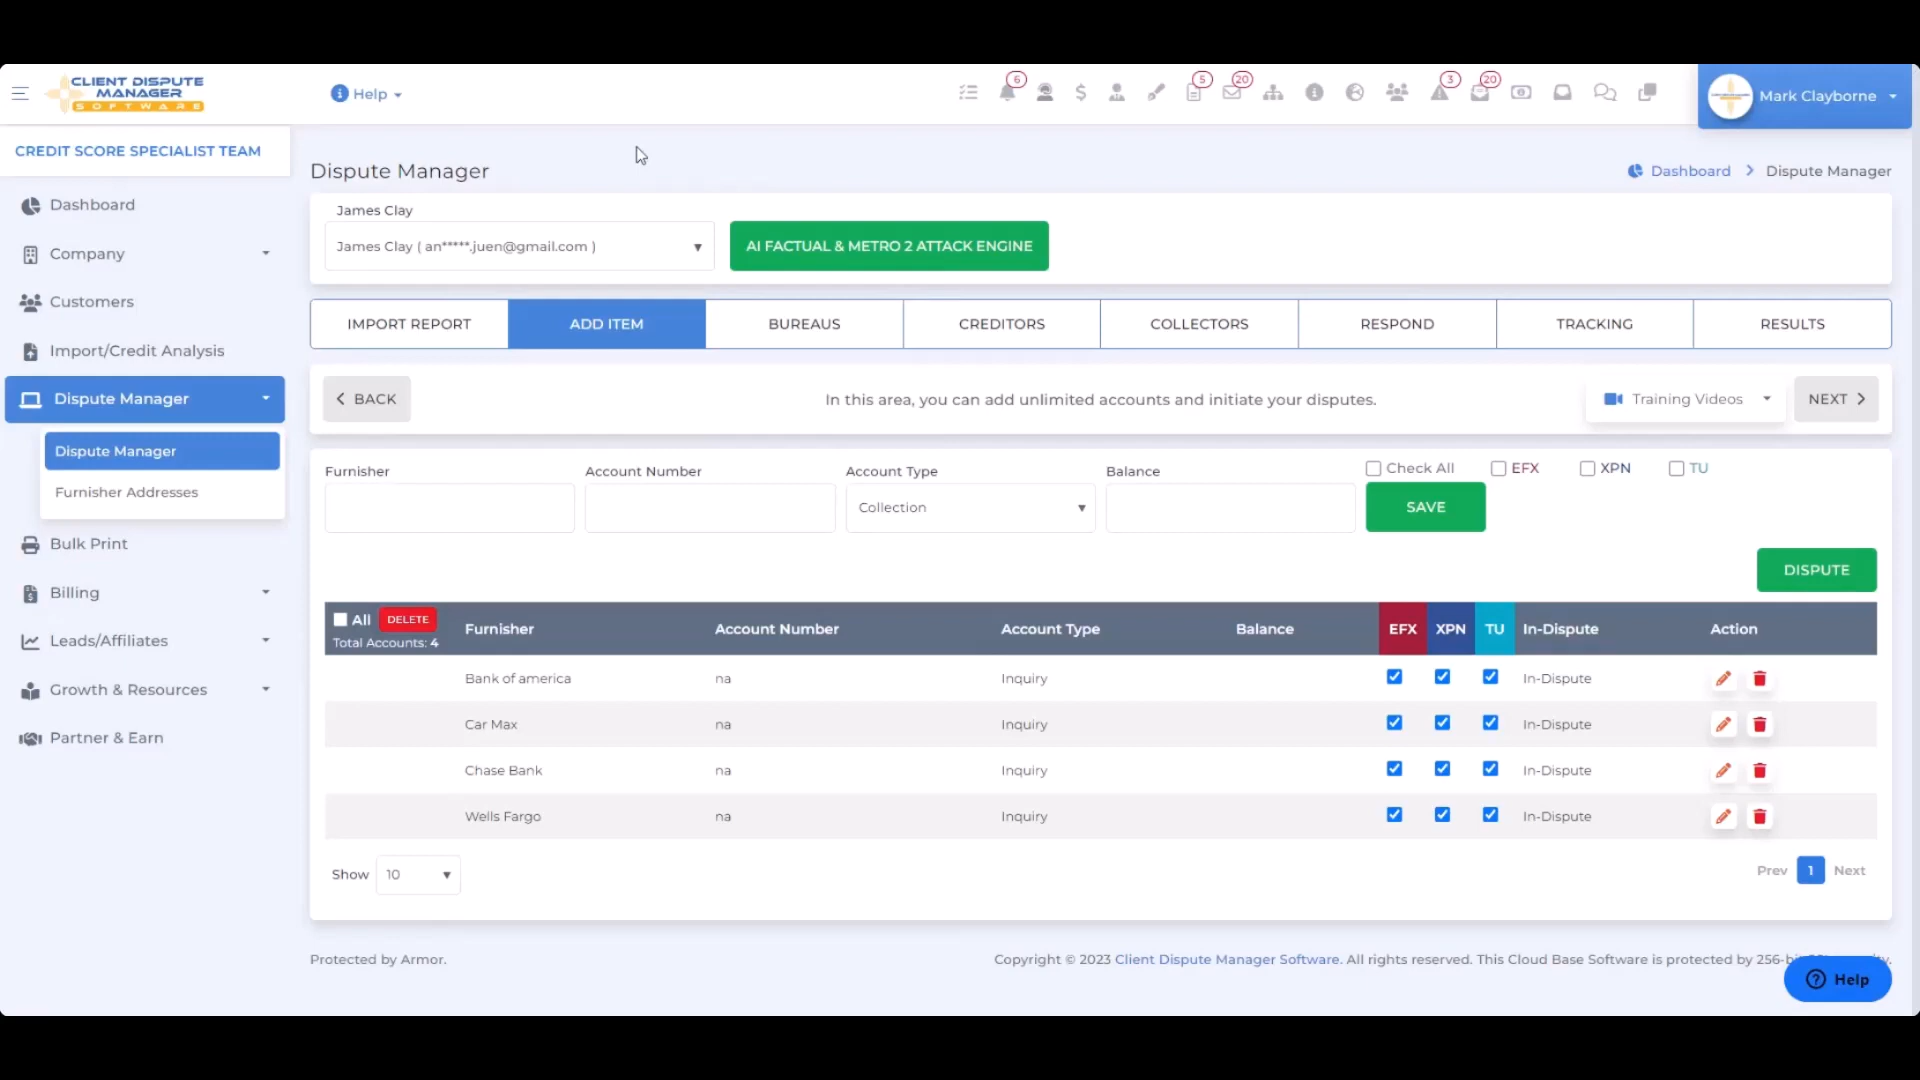 CLIENT DISPUTE
MANAGER
SOFTWARE
Help
6
5
20
3
20
Mark Clayborne
CREDIT SCORE SPECIALIST TEAM
Dashboard
Company
Customers
Import/Credit Analysis
Dispute Manager
Dispute Manager
Furnisher Addresses
Bulk Print
Billing
Leads/Affiliates
Growth & Resources
Partner & Earn
Dispute Manager
Dashboard > Dispute Manager
James Clay
James Clay ( an*****.juen@gmail.com )
AI FACTUAL & METRO 2 ATTACK ENGINE
IMPORT REPORT ADD ITEM BUREAUS CREDITORS COLLECTORS RESPOND TRACKING RESULTS
BACK
In this area, you can add unlimited accounts and initiate your disputes.
Training Videos
NEXT
Furnisher Account Number Account Type Balance Check All EFX XPN TU
Collection
SAVE
DISPUTE
All DELETE
Total Accounts: 4
Furnisher Account Number Account Type Balance EFX XPN TU In-Dispute Action
Bank of america na Inquiry In-Dispute
Car Max na Inquiry In-Dispute
Chase Bank na Inquiry In-Dispute
Wells Fargo na Inquiry In-Dispute
Show 10
Prev 1 Next
Protected by Armor.
Copyright © 2023 Client Dispute Manager Software. All rights reserved. This Cloud Base Software is protected by
Help